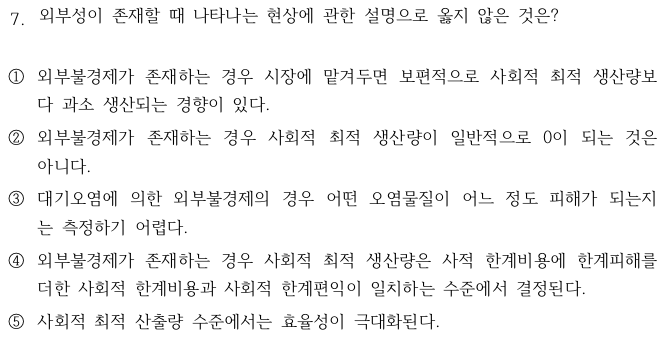 7. 외부성이 존재할 때 나타나는 현상에 관한 설명으로 옳지 않은 것은?
① 외부불경제가 존재하는 경우 시장에 맡겨두면 보편적으로 사회적 최적 생산량보
다 과소 생산되는 경향이 있다.
② 외부불경제가 존재하는 경우 사회적 최적 생산량이 일반적으로 0이 되는 것은
아니다.
③ 대기오염에 의한 외부불경제의 경우 어떤 오염물질이 어느 정도 피해가 되는지
는 측정하기 어렵다.
④ 외부불경제가 존재하는 경우 사회적 최적 생산량은 사적 한계비용에 한계피해를
더한 사회적 한계비용과 사회적 한계편익이 일치하는 수준에서 결정된다.
⑤ 사회적 최적 산출량 수준에서는 효율성이 극대화된다.